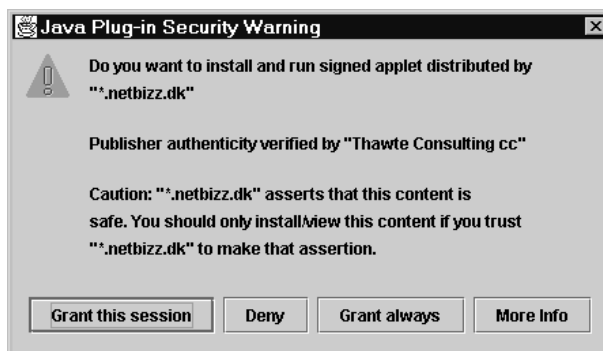 Java Plug-in Security Warning
Do you want to install and run signed applet distributed by
"*.netbizz.dk"
Publisher authenticity verified by "Thawte Consulting cc"
Caution: "*.netbizz.dk" asserts that this content is
safe. You should only install/view this content if you trust
"*.netbizz.dk" to make that assertion.
Grant this session Deny Grant always More Info